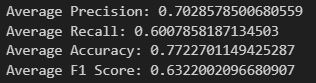 Average Precision: 0.7028578500680559
Average Recall: 0.6007858187134503
Average Accuracy: 0.7722701149425287
Average F1 Score: 0.6322002096680907